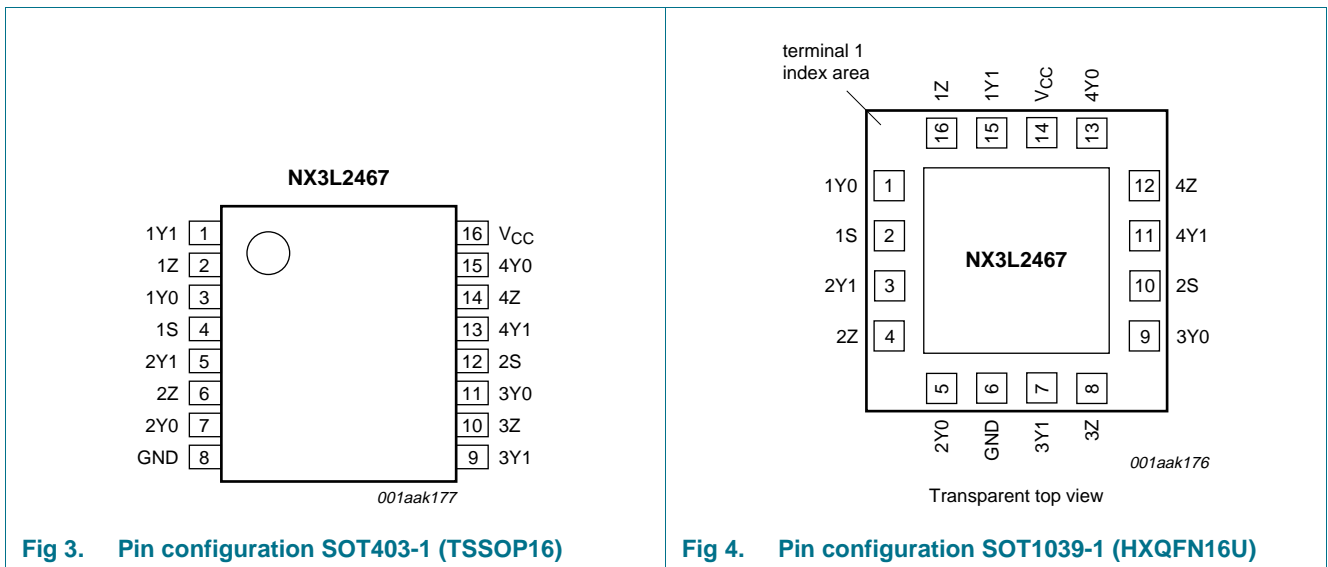 NX3L2467
1Y1 1
1Z 2
1Y0 3
1S 4
2Y1 5
2Z 6
2Y0 7
GND 8
16 VCC
15 4Y0
14 4Z
13 4Y1
12 2S
11 3Y0
10 3Z
9 3Y1
001aak177
Fig 3. Pin configuration SOT403-1 (TSSOP16)
terminal 1
index area
1Z 1Y1 VCC 4Y0
16 15 14 13
1Y0 1
1S 2
2Y1 3
2Z 4
NX3L2467
12 4Z
11 4Y1
10 2S
9 3Y0
5 6 7 8
2Y0 GND 3Y1 3Z
001aak176
Transparent top view
Fig 4. Pin configuration SOT1039-1 (HXQFN16U)